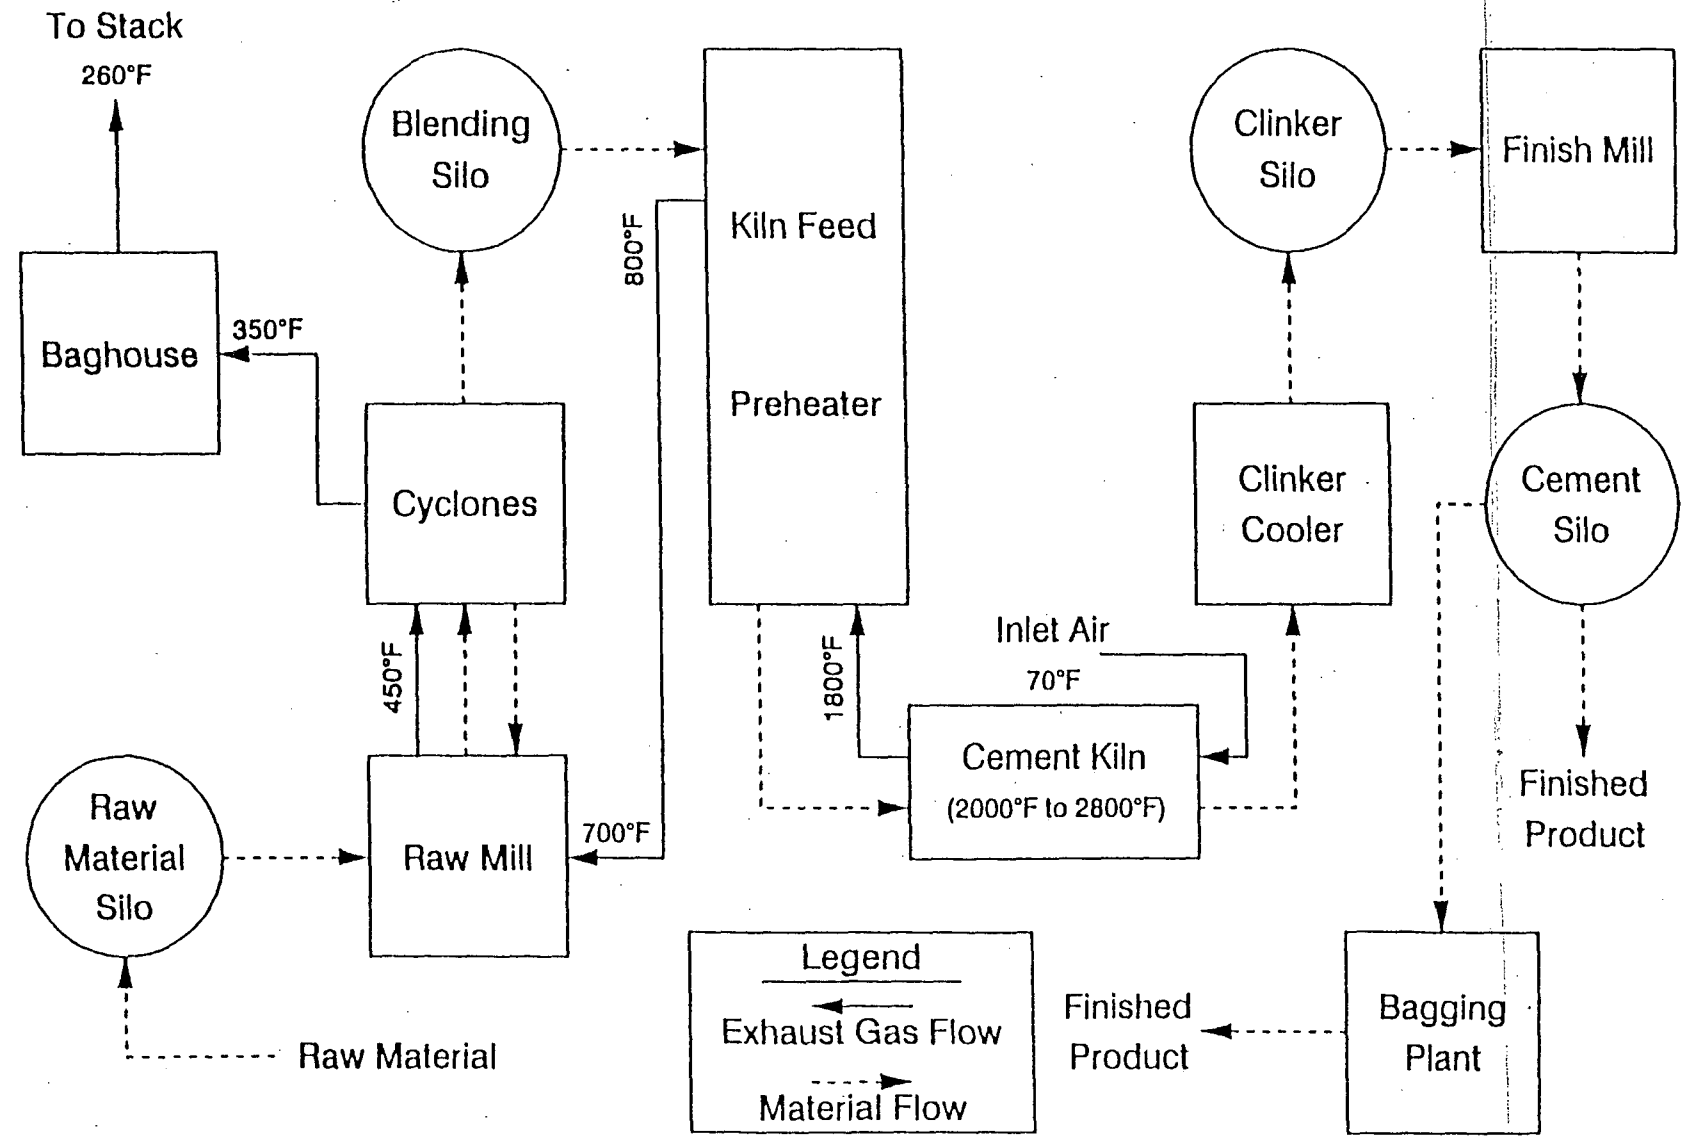 To Stack
260°F
Blending
Silo
Kiln Feed
Preheater
Clinker
Silo
Finish Mill
800°F
Baghouse
350°F
Cyclones
Clinker
Cooler
Cement
Silo
450°F
1800°F
Inlet Air
70°F
Cement Kiln
(2000°F to 2800°F)
Finished
Product
Raw
Material
Silo
Raw Mill
700°F
Raw Material
Legend
Exhaust Gas Flow
Material Flow
Finished
Product
Bagging
Plant